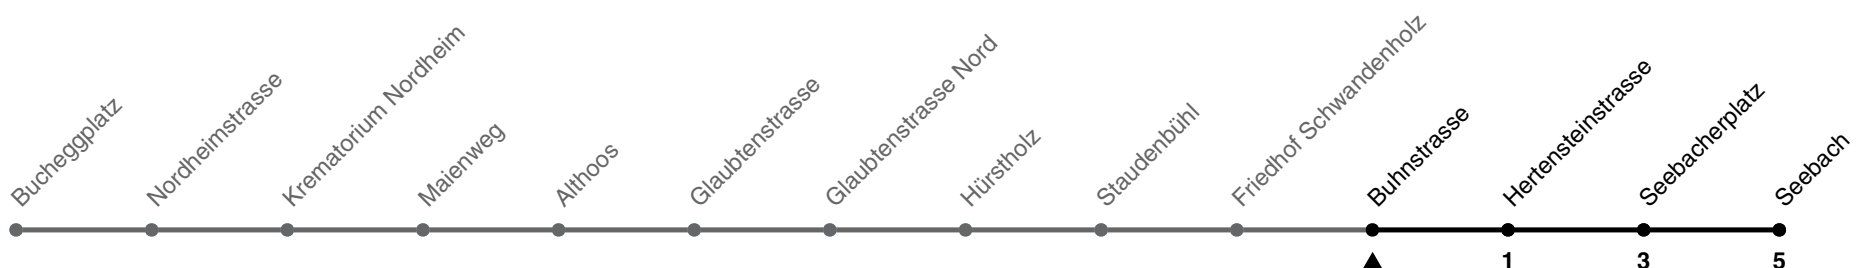 Bucheggplatz
Nordheimstrasse
Krematorium Nordheim
Maienweg
Althoos
Glaubtenstrasse
Glaubtenstrasse Nord
Hürstholz
Staudenbühl
Friedhof Schwandenholz
Buhnstrasse
Hertensteinstrasse
Seebacherplatz
Seebach
1 3 5